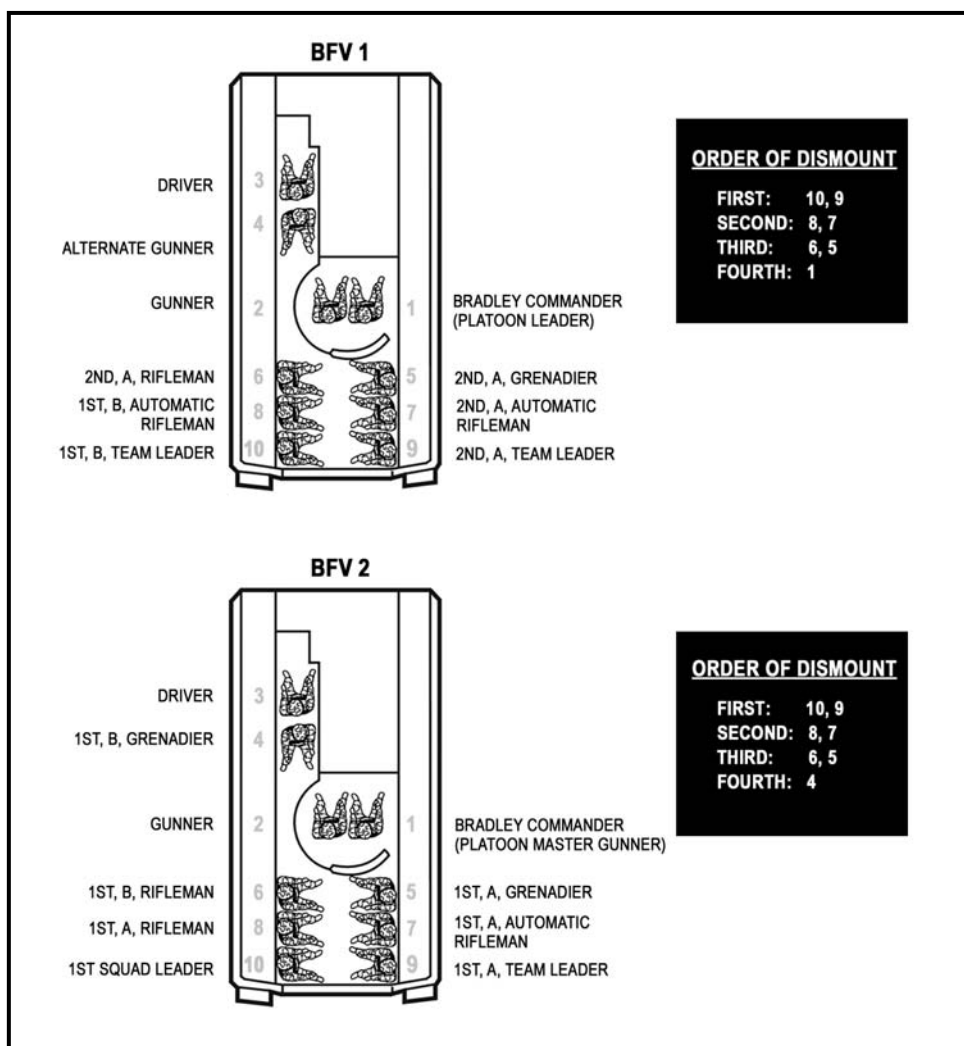 BFV 1
DRIVER
3
4
ALTERNATE GUNNER
GUNNER
2
1
BRADLEY COMMANDER
(PLATOON LEADER)
2ND, A, RIFLEMAN
6
5
2ND, A, GRENADIER
1ST, B, AUTOMATIC
RIFLEMAN
8
7
2ND, A, AUTOMATIC
RIFLEMAN
1ST, B, TEAM LEADER
10
9
2ND, A, TEAM LEADER
ORDER OF DISMOUNT
FIRST: 10, 9
SECOND: 8, 7
THIRD: 6, 5
FOURTH: 1
BFV 2
DRIVER
3
1ST, B, GRENADIER
4
GUNNER
2
1
BRADLEY COMMANDER
(PLATOON MASTER GUNNER)
1ST, B, RIFLEMAN
6
5
1ST, A, GRENADIER
1ST, A, RIFLEMAN
8
7
1ST, A, AUTOMATIC
RIFLEMAN
1ST SQUAD LEADER
10
9
1ST, A, TEAM LEADER
ORDER OF DISMOUNT
FIRST: 10, 9
SECOND: 8, 7
THIRD: 6, 5
FOURTH: 4